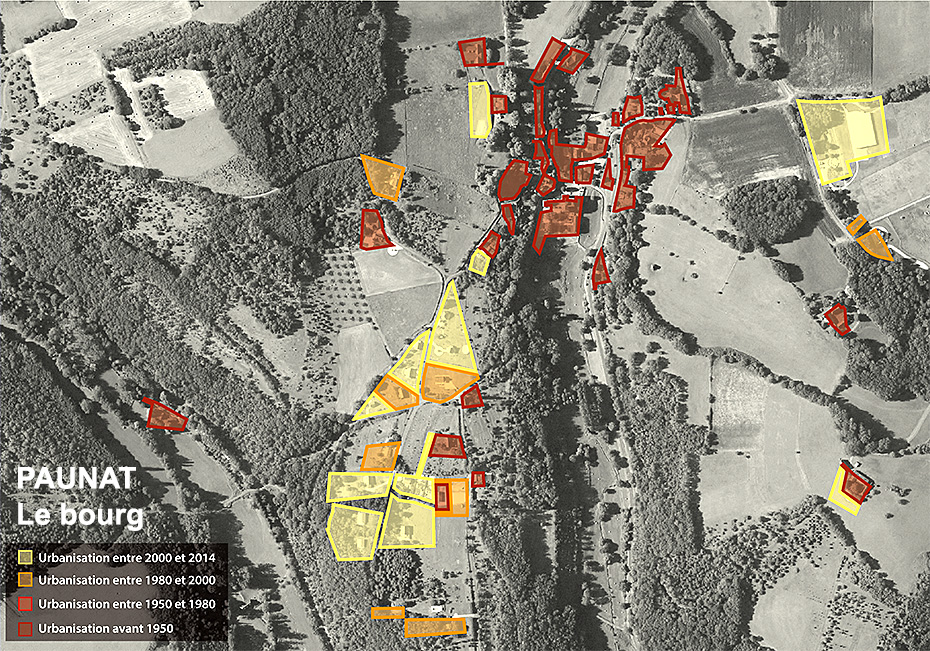 PAUNAT
Le bourg
Urbanisation entre 2000 et 2014
Urbanisation entre 1980 et 2000
Urbanisation entre 1950 et 1980
Urbanisation avant 1950